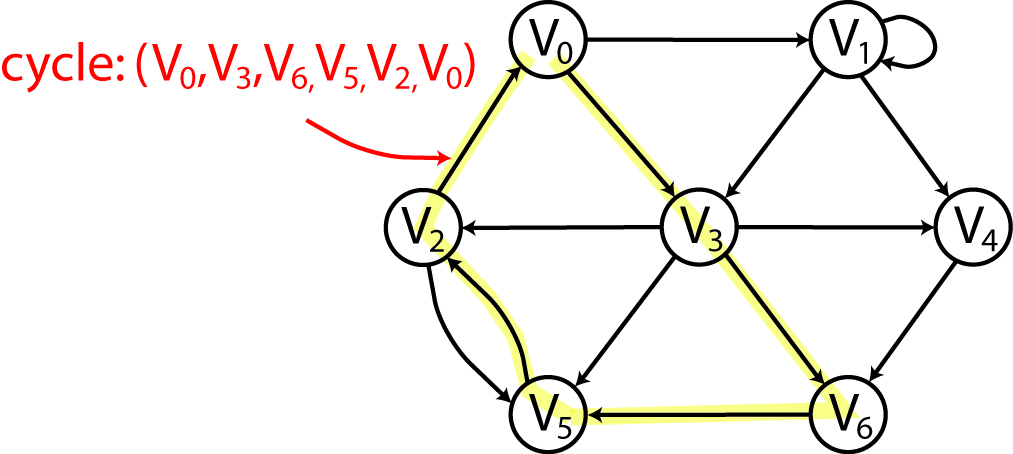 cycle: (V₀,V₃,V₆,V₅,V₂,V₀)
V₀
V₁
V₂
V₃
V₄
V₅
V₆